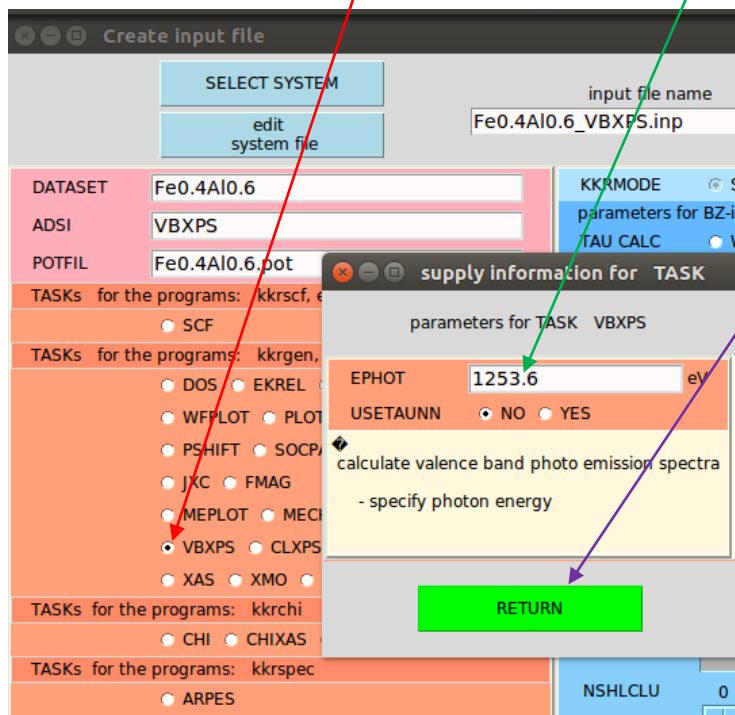 Create input file
SELECT SYSTEM
edit
system file
input file name
Fe0.4Al0.6_VBXPS.inp
DATASET Fe0.4Al0.6
ADSI VBXPS
POTFIL Fe0.4Al0.6.pot
KKRMODE
parameters for BZ-i
TAU CALC
TASKs for the programs: kkrscf, e
SCF
TASKs for the programs: kkrgen,
DOS EKREL
WFPLOT PLOT
PSHIFT SOCPA
JXC FMAG
MEPLOT MECH
VBXPS CLXPS
XAS XMO
TASKs for the programs: kkrchi
CHI CHIXAS
TASKs for the programs: kkrspec
ARPES
supply information for TASK
parameters for TASK VBXPS
EPHOT 1253.6 eV
USETAUNN NO YES
calculate valence band photo emission spectra
- specify photon energy
RETURN
NSHLCLU 0